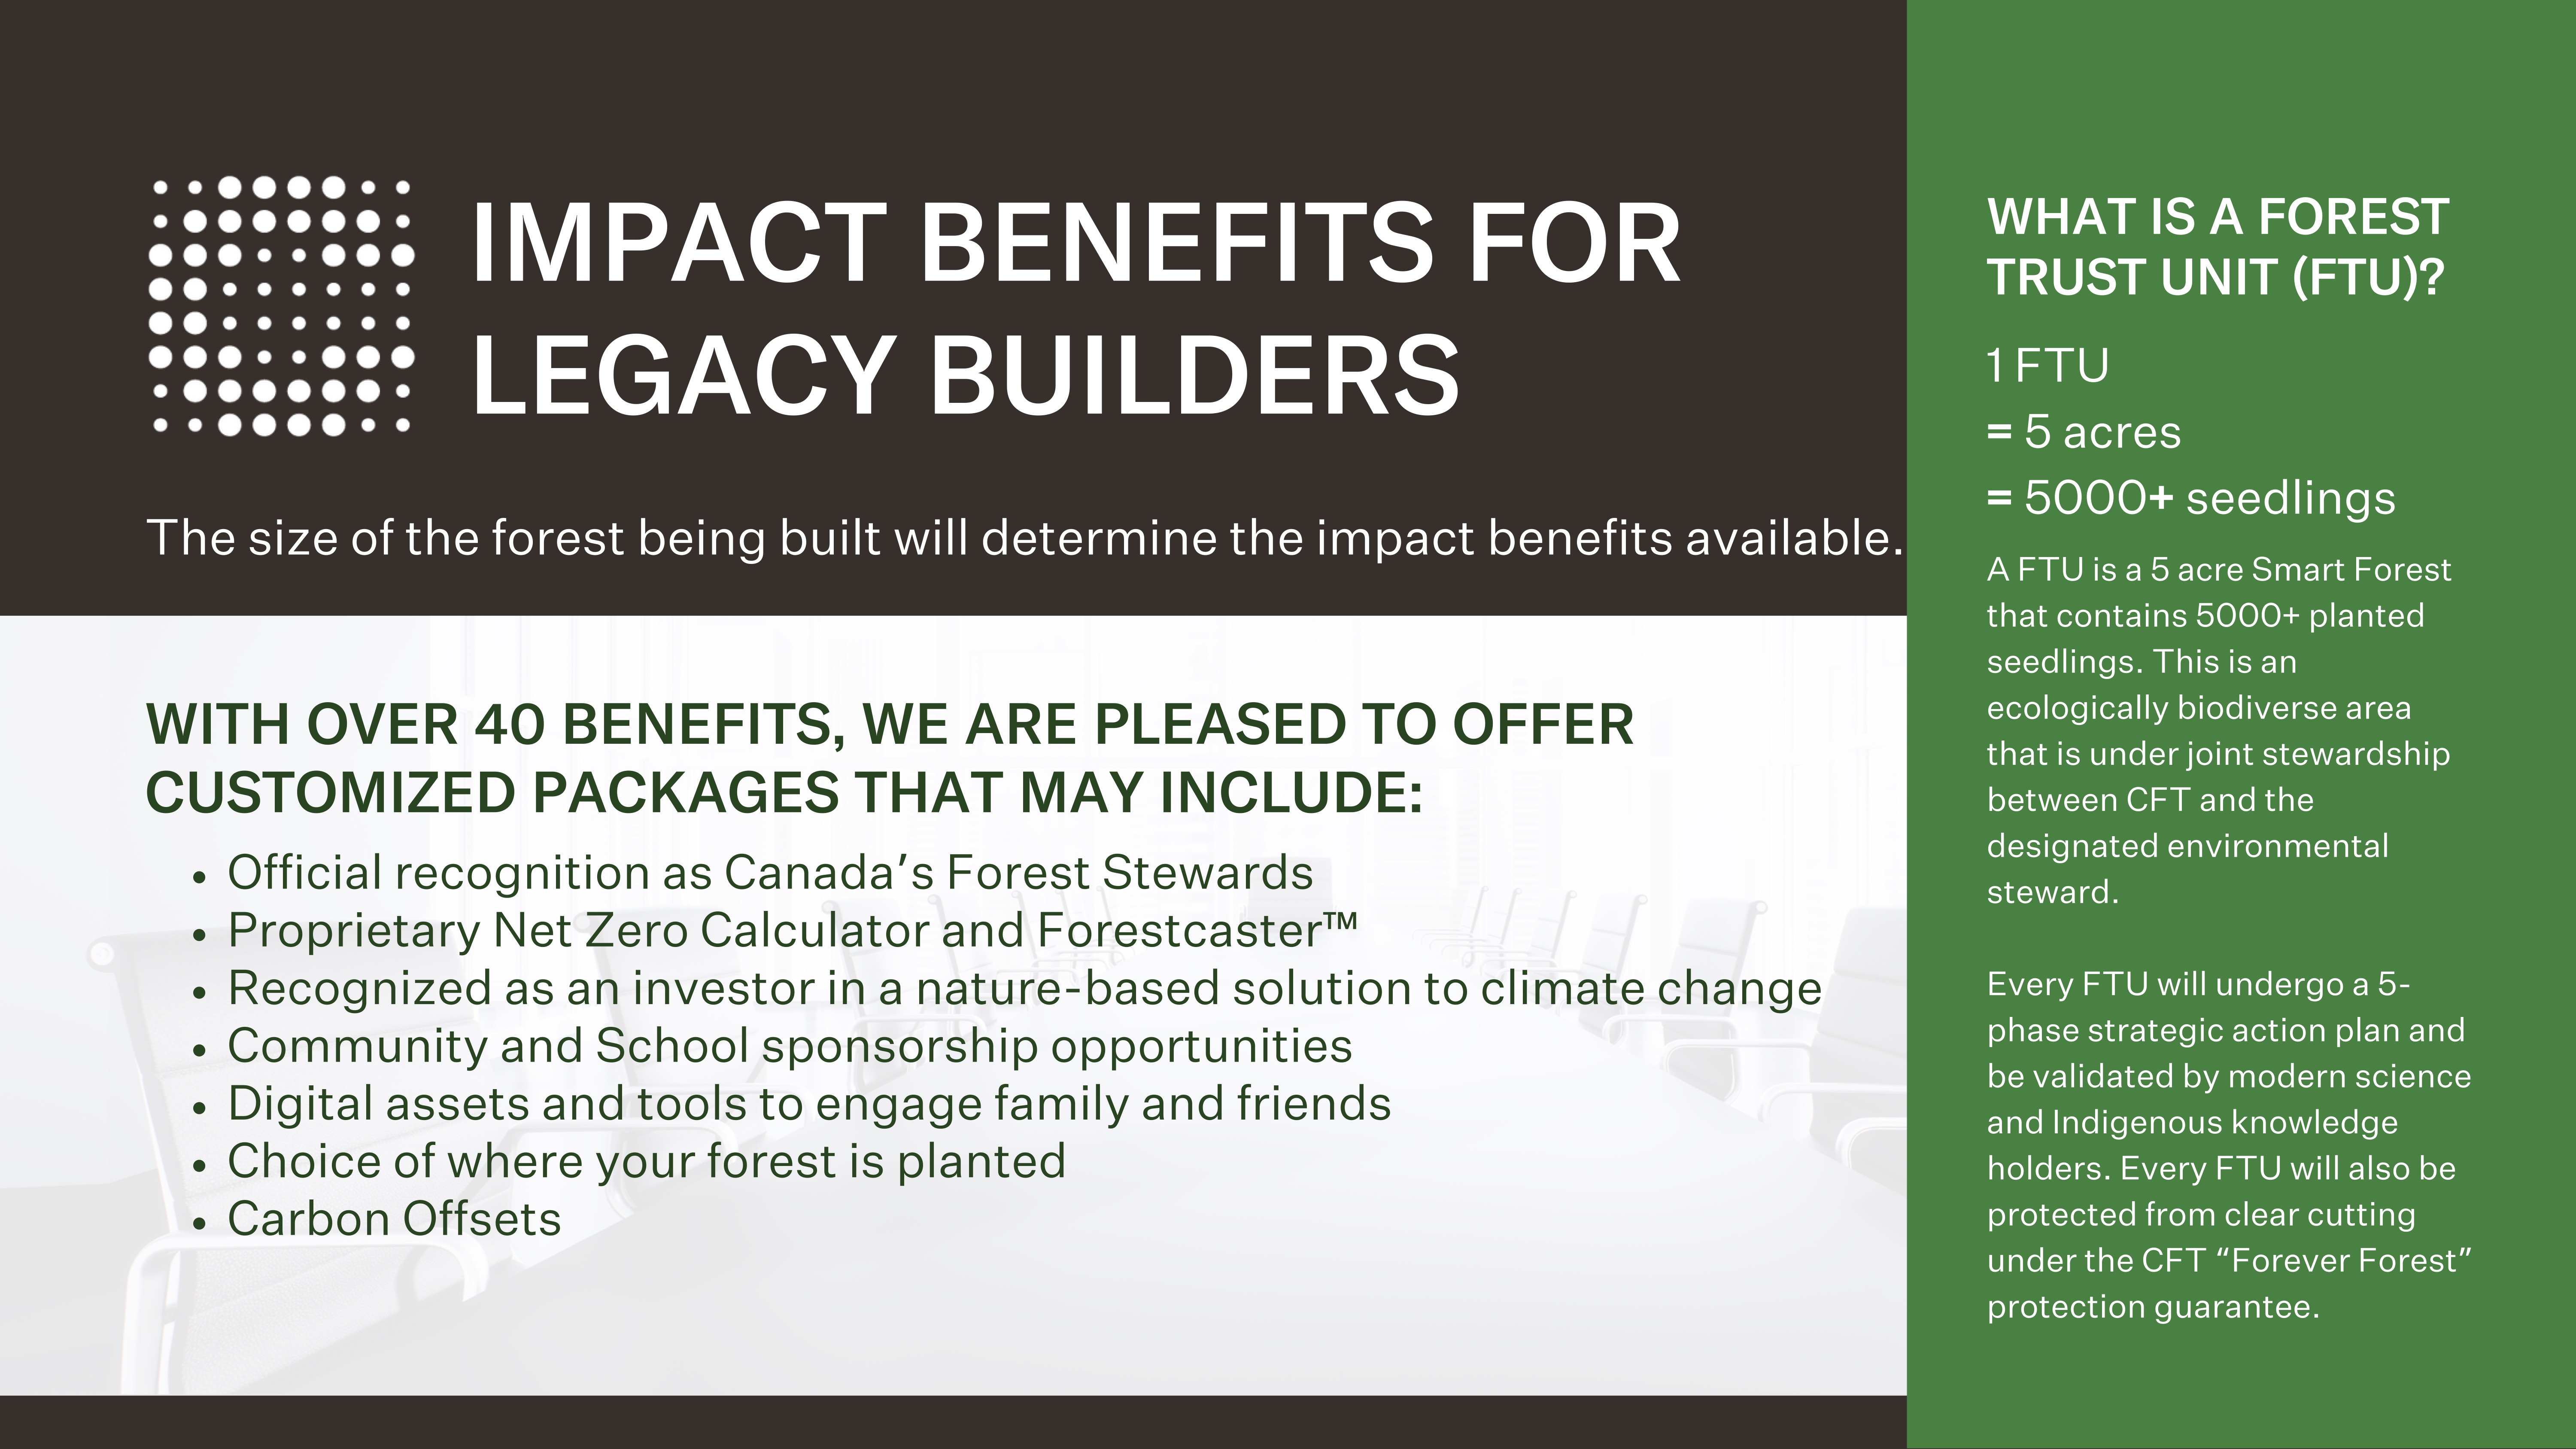 IMPACT BENEFITS FOR
LEGACY BUILDERS
The size of the forest being built will determine the impact benefits available.
WITH OVER 40 BENEFITS, WE ARE PLEASED TO OFFER
CUSTOMIZED PACKAGES THAT MAY INCLUDE:
• Official recognition as Canada’s Forest Stewards
• Proprietary Net Zero Calculator and Forestcaster™
• Recognized as an investor in a nature-based solution to climate change
• Community and School sponsorship opportunities
• Digital assets and tools to engage family and friends
• Choice of where your forest is planted
• Carbon Offsets
WHAT IS A FOREST
TRUST UNIT (FTU)?
1 FTU
= 5 acres
= 5000+ seedlings
A FTU is a 5 acre Smart Forest
that contains 5000+ planted
seedlings. This is an
ecologically biodiverse area
that is under joint stewardship
between CFT and the
designated environmental
steward.
Every FTU will undergo a 5-
phase strategic action plan and
be validated by modern science
and Indigenous knowledge
holders. Every FTU will also be
protected from clear cutting
under the CFT “Forever Forest”
protection guarantee.